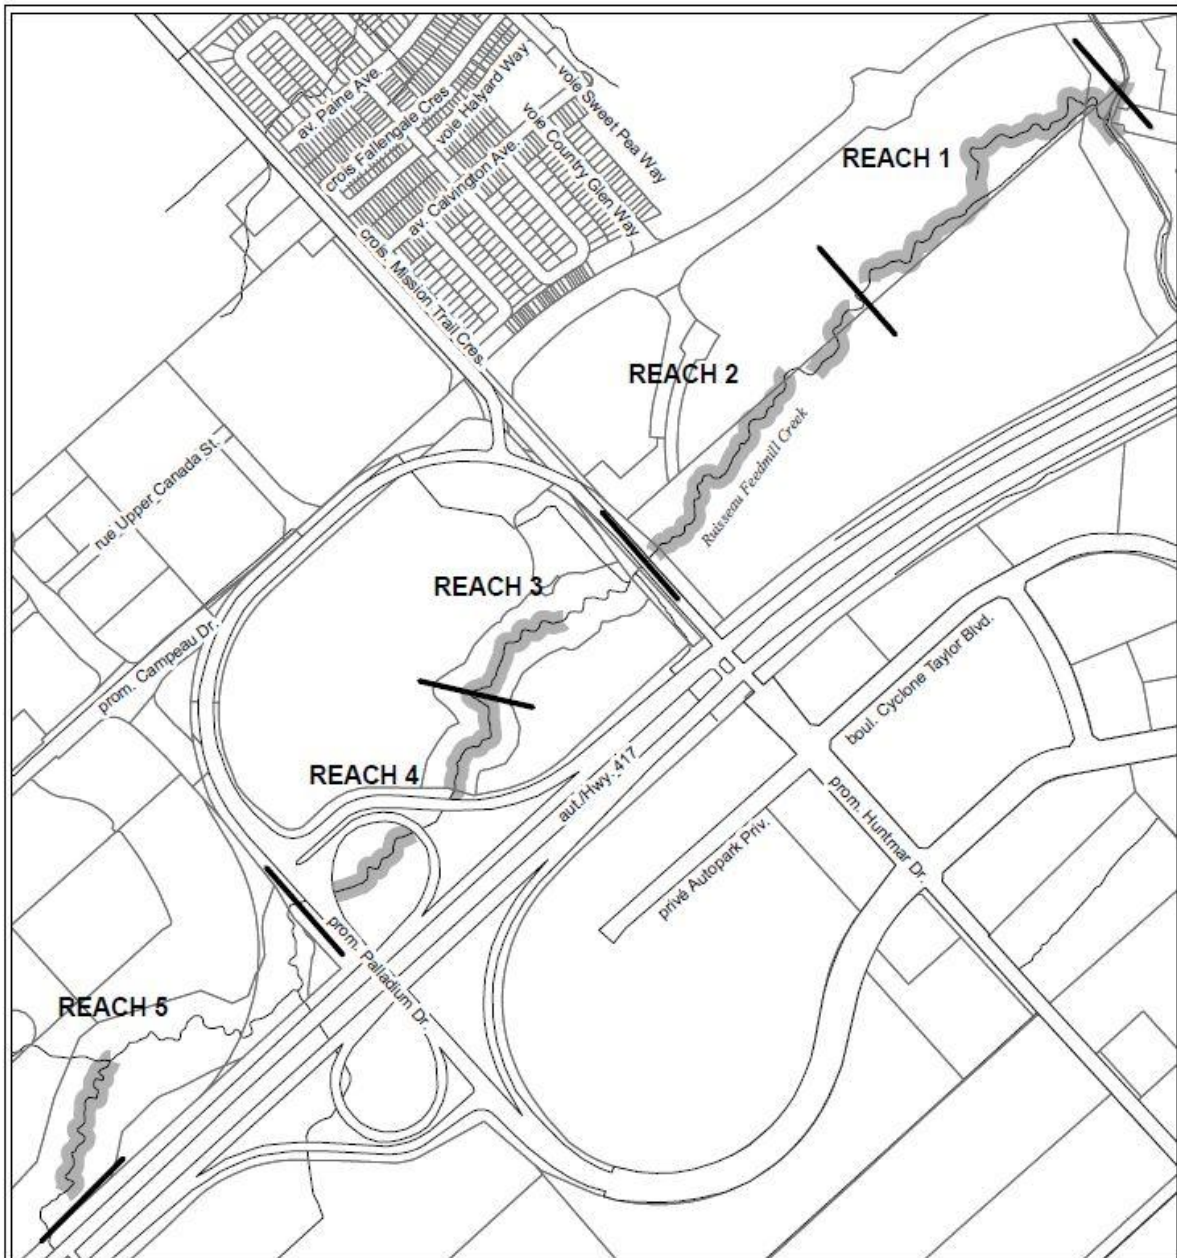 av. Paine Ave.
crois Fallengale Cres
voie Halyard Way
av. Calvington Ave.
voie Sweet Pea Way
voie Country Glen Way
crois. Mission Trail Cres.
REACH 1
REACH 2
Ruisseau Feedmill Creek
rue Upper Canada St.
REACH 3
prom. Campeau Dr.
boul. Cyclone Taylor Blvd.
REACH 4
aut./Hwy. 417
prom. Huntmar Dr.
privé Autopark Priv.
prom. Palladium Dr.
REACH 5